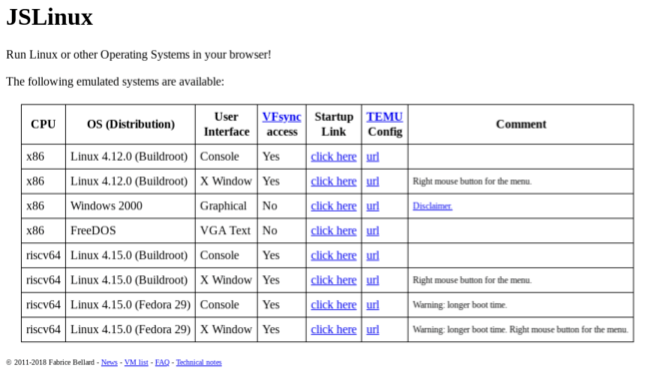 JSLinux
Run Linux or other Operating Systems in your browser!
The following emulated systems are available:
CPU OS (Distribution) User Interface VFsync access Startup Link TEMU Config Comment
x86 Linux 4.12.0 (Buildroot) Console Yes click here url
x86 Linux 4.12.0 (Buildroot) X Window Yes click here url Right mouse button for the menu.
x86 Windows 2000 Graphical No click here url Disclaimer.
x86 FreeDOS VGA Text No click here url
riscv64 Linux 4.15.0 (Buildroot) Console Yes click here url
riscv64 Linux 4.15.0 (Buildroot) X Window Yes click here url Right mouse button for the menu.
riscv64 Linux 4.15.0 (Fedora 29) Console Yes click here url Warning: longer boot time.
riscv64 Linux 4.15.0 (Fedora 29) X Window Yes click here url Warning: longer boot time. Right mouse button for the menu.
© 2011-2018 Fabrice Bellard - News - VM list - FAQ - Technical notes